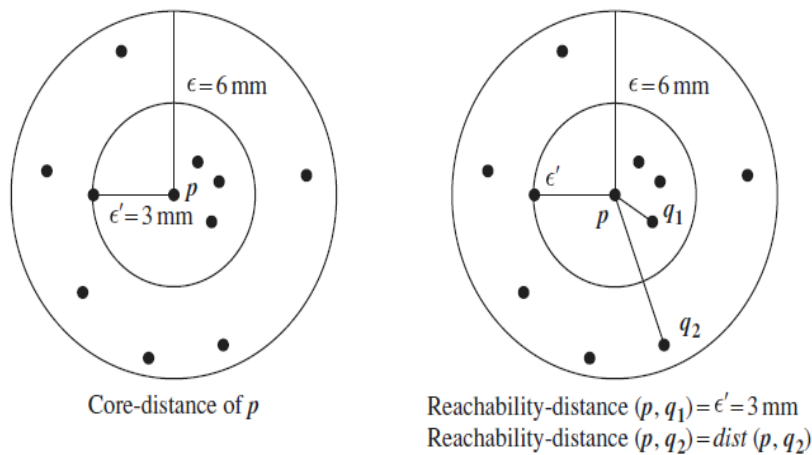 ϵ = 6 mm
p
ϵ′ = 3 mm
Core-distance of p
ϵ = 6 mm
ϵ′
p
q₁
q₂
Reachability-distance (p, q₁) = ϵ′ = 3 mm
Reachability-distance (p, q₂) = dist (p, q₂)